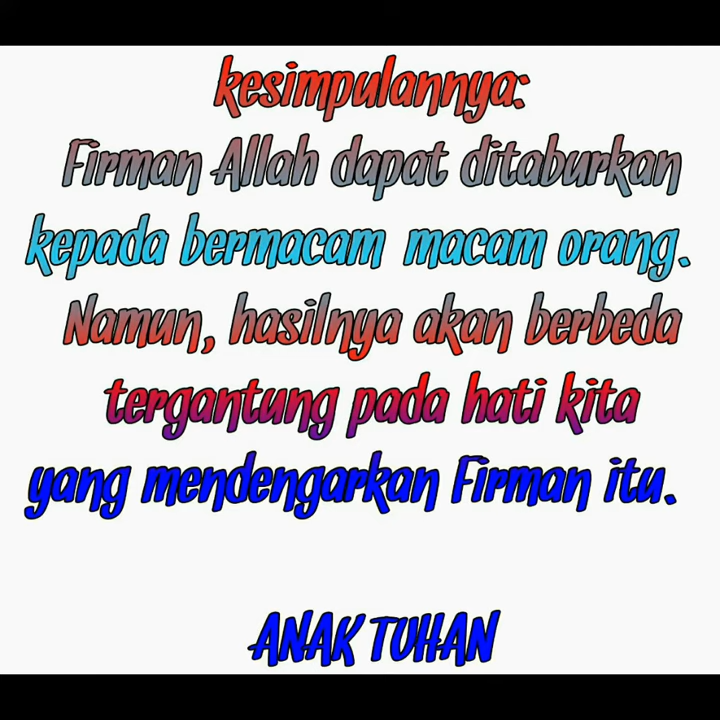 kesimpulannya:
Firman Allah dapat ditaburkan
kepada bermacam macam orang.
Namun, hasilnya akan berbeda
tergantung pada hati kita
yang mendengarkan Firman itu.
ANAK TUHAN